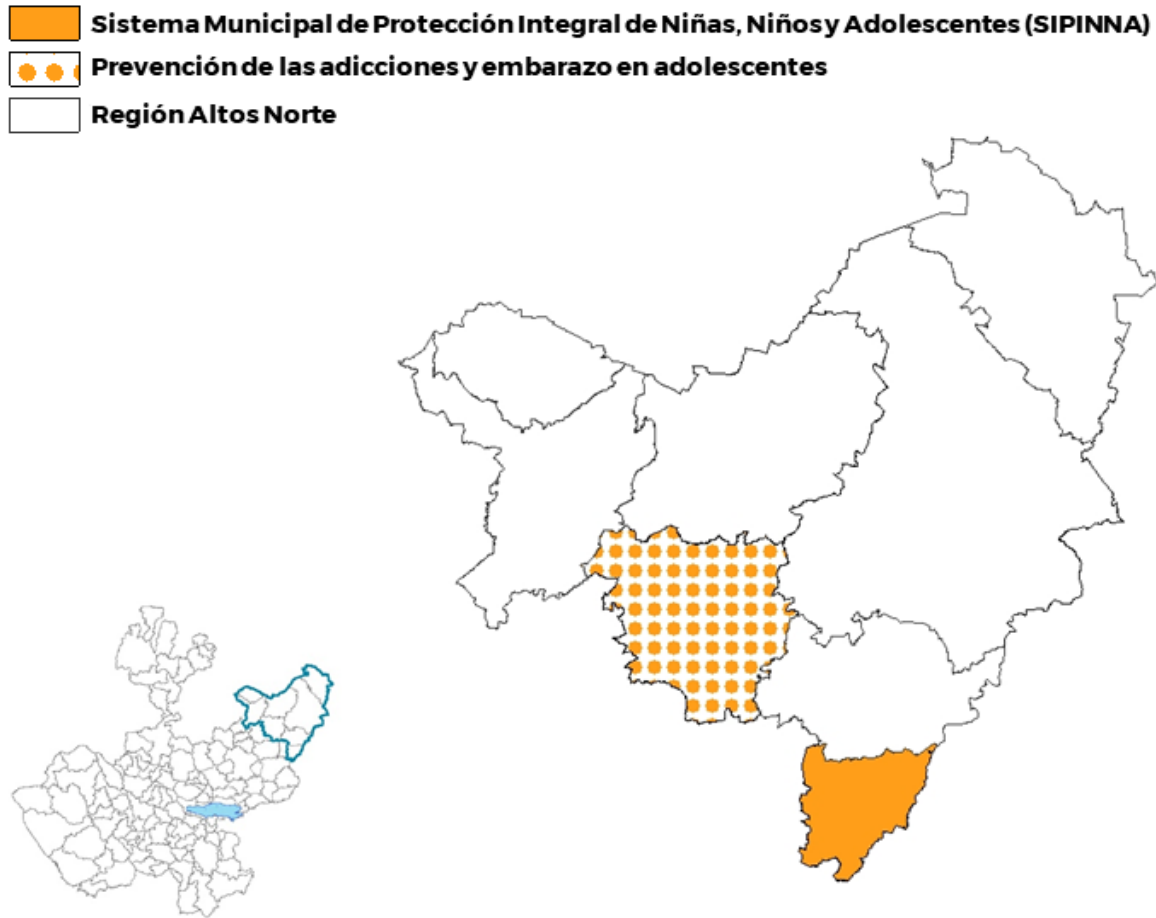 Sistema Municipal de Protección Integral de Niñas, Niños y Adolescentes (SIPINNA)
Prevención de las adicciones y embarazo en adolescentes
Región Altos Norte